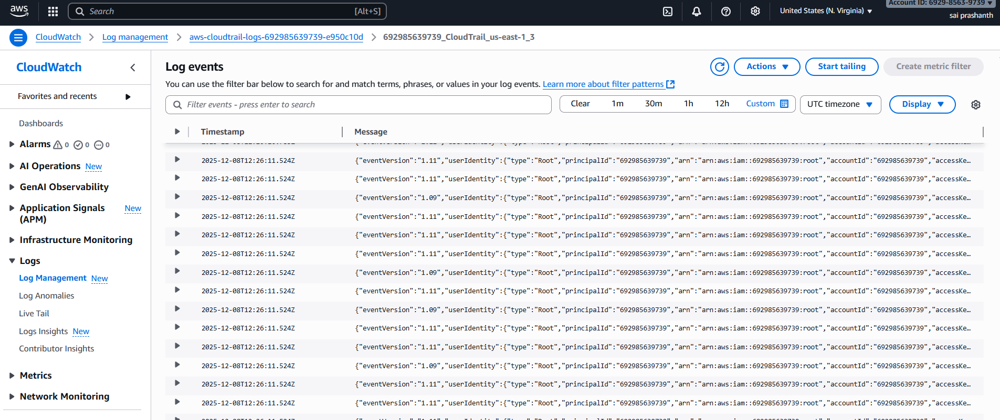 aws
Search [Alt+S]
United States (N. Virginia)
Account ID: 6929-8563-9739
sai prashanth
CloudWatch
Log management
aws-cloudtrail-logs-692985639739-e950c10d
692985639739_CloudTrail_us-east-1_3
CloudWatch
Favorites and recents
Dashboards
Alarms 0 0 0
AI Operations New
GenAI Observability
Application Signals (APM) New
Infrastructure Monitoring
Logs
Log Management New
Log Anomalies
Live Tail
Logs Insights New
Contributor Insights
Metrics
Network Monitoring
Log events
Actions
Start tailing
Create metric filter
You can use the filter bar below to search for and match terms, phrases, or values in your log events. Learn more about filter patterns
Filter events - press enter to search
Clear 1m 30m 1h 12h Custom
UTC timezone
Display
Timestamp Message
2025-12-08T12:26:11.524Z {"eventVersion":"1.11","userIdentity":{"type":"Root","principalId":"692985639739","arn":"arn:aws:iam::692985639739:root","accountId":"692985639739","accessKe…
2025-12-08T12:26:11.524Z {"eventVersion":"1.11","userIdentity":{"type":"Root","principalId":"692985639739","arn":"arn:aws:iam::692985639739:root","accountId":"692985639739","accessKe…
2025-12-08T12:26:11.524Z {"eventVersion":"1.09","userIdentity":{"type":"Root","principalId":"692985639739","arn":"arn:aws:iam::692985639739:root","accountId":"692985639739","accessKe…
2025-12-08T12:26:11.524Z {"eventVersion":"1.11","userIdentity":{"type":"Root","principalId":"692985639739","arn":"arn:aws:iam::692985639739:root","accountId":"692985639739","accessKe…
2025-12-08T12:26:11.524Z {"eventVersion":"1.11","userIdentity":{"type":"Root","principalId":"692985639739","arn":"arn:aws:iam::692985639739:root","accountId":"692985639739","accessKe…
2025-12-08T12:26:11.524Z {"eventVersion":"1.11","userIdentity":{"type":"Root","principalId":"692985639739","arn":"arn:aws:iam::692985639739:root","accountId":"692985639739","accessKe…
2025-12-08T12:26:11.524Z {"eventVersion":"1.09","userIdentity":{"type":"Root","principalId":"692985639739","arn":"arn:aws:iam::692985639739:root","accountId":"692985639739","accessKe…
2025-12-08T12:26:11.524Z {"eventVersion":"1.11","userIdentity":{"type":"Root","principalId":"692985639739","arn":"arn:aws:iam::692985639739:root","accountId":"692985639739","accessKe…
2025-12-08T12:26:11.524Z {"eventVersion":"1.09","userIdentity":{"type":"Root","principalId":"692985639739","arn":"arn:aws:iam::692985639739:root","accountId":"692985639739","accessKe…
2025-12-08T12:26:11.524Z {"eventVersion":"1.11","userIdentity":{"type":"Root","principalId":"692985639739","arn":"arn:aws:iam::692985639739:root","accountId":"692985639739","accessKe…
2025-12-08T12:26:11.524Z {"eventVersion":"1.11","userIdentity":{"type":"Root","principalId":"692985639739","arn":"arn:aws:iam::692985639739:root","accountId":"692985639739","accessKe…
2025-12-08T12:26:11.524Z {"eventVersion":"1.09","userIdentity":{"type":"Root","principalId":"692985639739","arn":"arn:aws:iam::692985639739:root","accountId":"692985639739","accessKe…
2025-12-08T12:26:11.524Z {"eventVersion":"1.11","userIdentity":{"type":"Root","principalId":"692985639739","arn":"arn:aws:iam::692985639739:root","accountId":"692985639739","accessKe…
2025-12-08T12:26:11.524Z {"eventVersion":"1.11","userIdentity":{"type":"Root","principalId":"692985639739","arn":"arn:aws:iam::692985639739:root","accountId":"692985639739","accessKe…